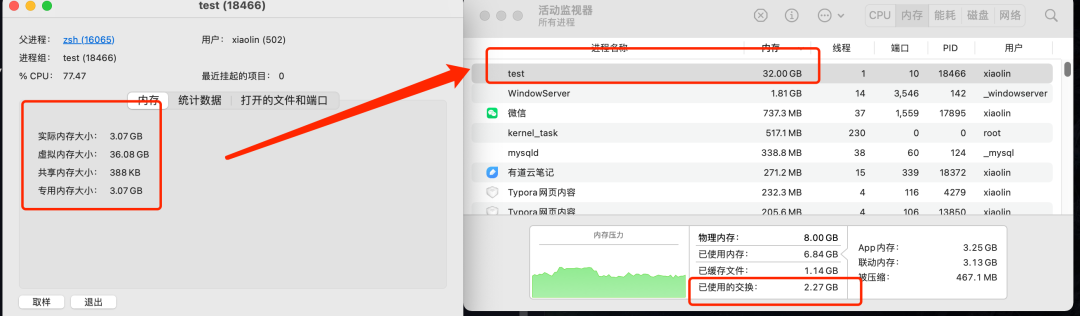 test (18466)
父进程: zsh (16065)
用户: xiaolin (502)
进程组: test (18466)
% CPU: 77.47
最近挂起的项目: 0
内存 统计数据 打开的文件和端口
实际内存大小: 3.07 GB
虚拟内存大小: 36.08 GB
共享内存大小: 388 KB
专用内存大小: 3.07 GB
取样 退出
活动监视器
所有进程
CPU 内存 能耗 磁盘 网络
进程名称 内存 线程 端口 PID 用户
test 32.00 GB 1 10 18466 xiaolin
WindowServer 1.81 GB 14 3,546 142 _windowserver
微信 737.3 MB 37 1,559 17895 xiaolin
kernel_task 517.1 MB 230 0 0 root
mysqld 338.8 MB 38 60 124 _mysql
有道云笔记 271.2 MB 15 339 18372 xiaolin
Typora 网页内容 232.3 MB 4 116 4279 xiaolin
Typora 网页内容 205.6 MB 4 106 13850 xiaolin
内存压力
物理内存: 8.00 GB
已使用内存: 6.84 GB
已缓存文件: 1.14 GB
已使用的交换: 2.27 GB
App 内存: 3.25 GB
联动内存: 3.13 GB
被压缩: 467.1 MB